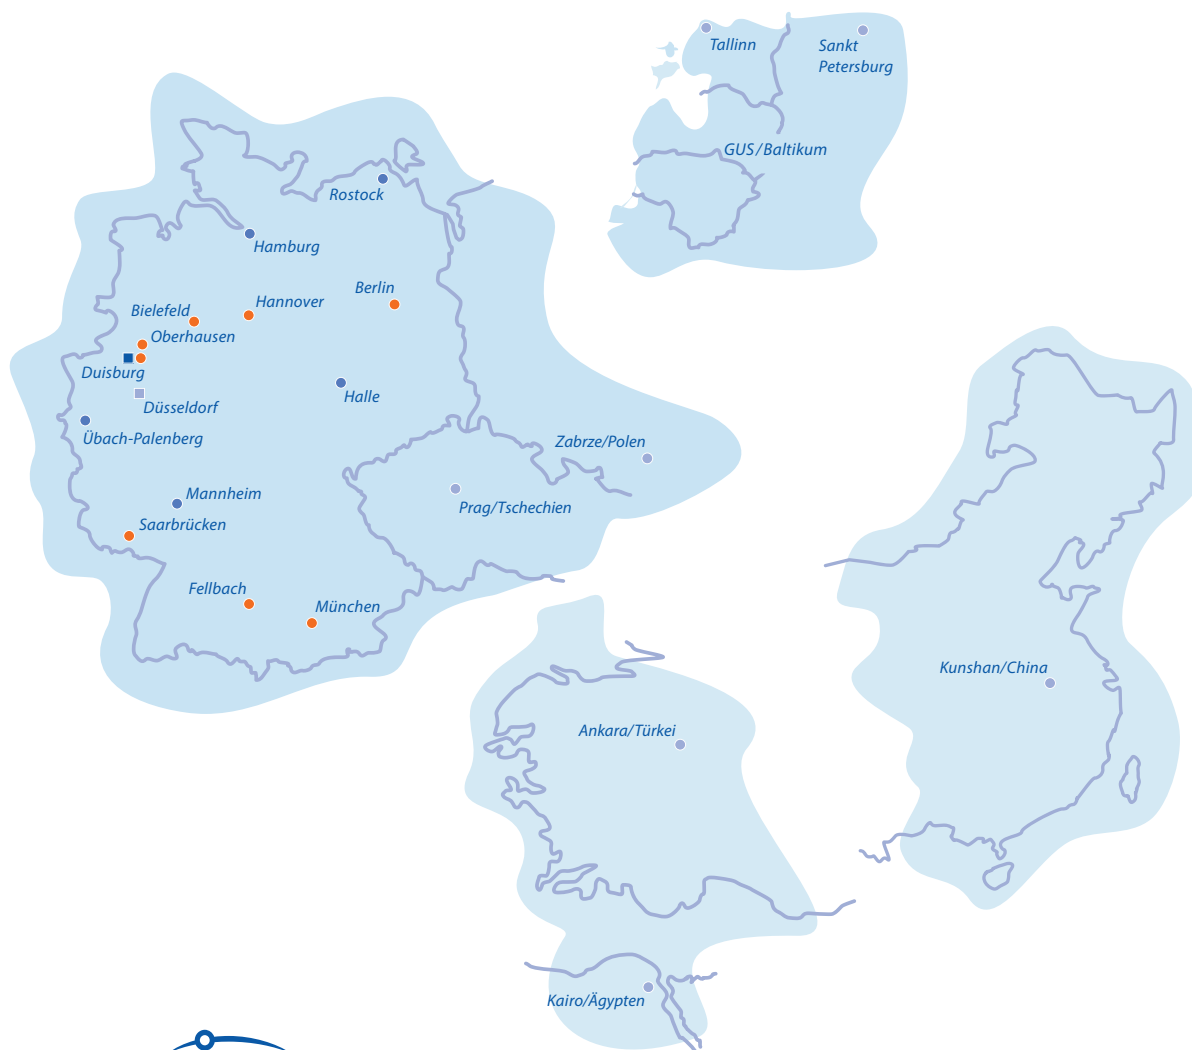 Tallinn
Sankt
Petersburg
GUS/Baltikum
Rostock
Hamburg
Berlin
Hannover
Bielefeld
Oberhausen
Duisburg
Halle
Düsseldorf
Übach-Palenberg
Zabrze/Polen
Mannheim
Prag/Tschechien
Saarbrücken
Fellbach
München
Kunshan/China
Ankara/Türkei
Kairo/Ägypten